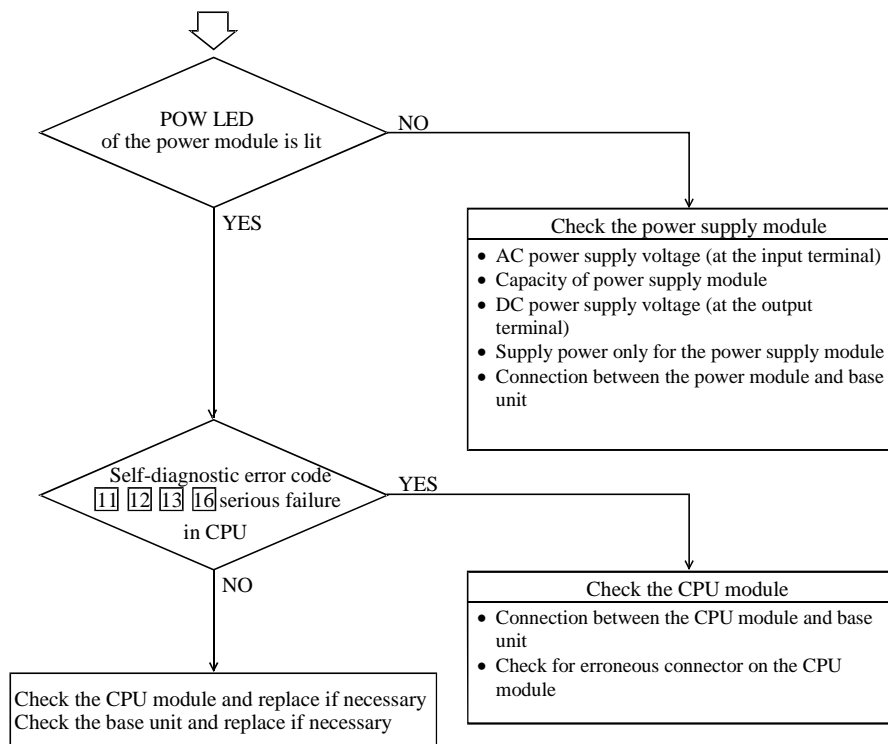 POW LED
of the power module is lit
NO
YES
Check the power supply module
• AC power supply voltage (at the input terminal)
• Capacity of power supply module
• DC power supply voltage (at the output
terminal)
• Supply power only for the power supply module
• Connection between the power module and base
unit
Self-diagnostic error code
11 12 13 16 serious failure
in CPU
YES
NO
Check the CPU module
• Connection between the CPU module and base
unit
• Check for erroneous connector on the CPU
module
Check the CPU module and replace if necessary
Check the base unit and replace if necessary